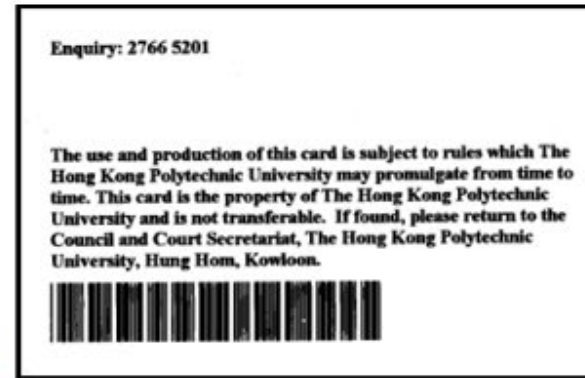 Enquiry: 2766 5201
The use and production of this card is subject to rules which The
Hong Kong Polytechnic University may promulgate from time to
time. This card is the property of The Hong Kong Polytechnic
University and is not transferable. If found, please return to the
Council and Court Secretariat, The Hong Kong Polytechnic
University, Hung Hom, Kowloon.